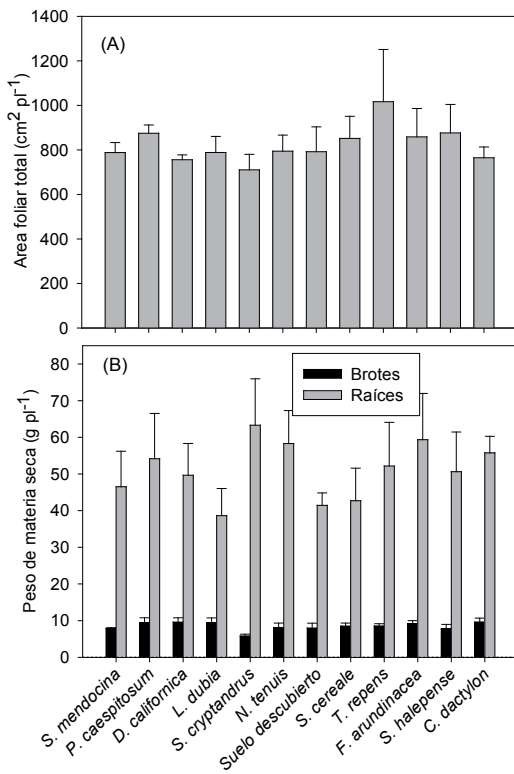 (A)
Area foliar total (cm² pl⁻¹)
1400
1200
1000
800
600
400
200
0
(B)
Brotes
Raíces
Peso de materia seca (g pl⁻¹)
80
70
60
50
40
30
20
10
0
S. mendocina
P. caespitosum
D. californica
L. dubia
S. cryptandrus
N. tenuis
Suelo descubierto
S. cereale
T. repens
F. arundinacea
S. halepense
C. dactylon